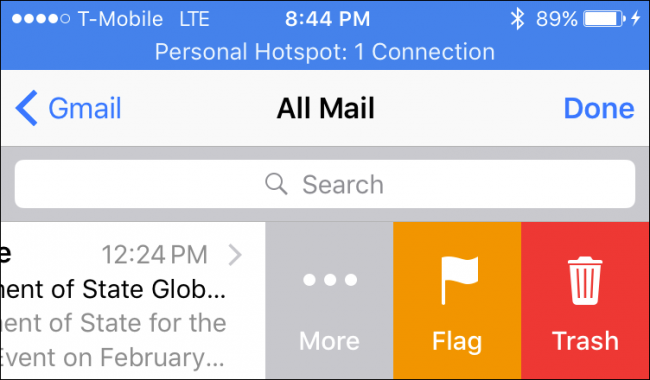 T-Mobile LTE 8:44 PM 89%
Personal Hotspot: 1 Connection
Gmail All Mail Done
Search
e 12:24 PM
nent of State Glob...
nent of State for the
Event on February...
More Flag Trash